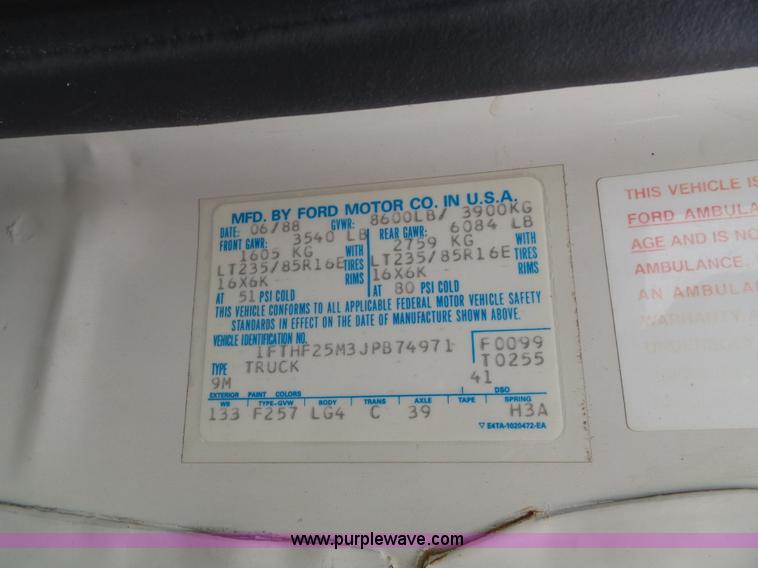 MFD. BY FORD MOTOR CO. IN U.S.A.
DATE: 06/88 GVWR: 8600LB/ 3900KG
FRONT GAWR: 3540 LB REAR GAWR: 6084 LB
1605 KG WITH 2759 KG WITH
LT235/85R16E TIRES LT235/85R16E TIRES
16X6K RIMS 16X6K RIMS
AT 51 PSI COLD AT 80 PSI COLD
THIS VEHICLE CONFORMS TO ALL APPLICABLE FEDERAL MOTOR VEHICLE SAFETY
STANDARDS IN EFFECT ON THE DATE OF MANUFACTURE SHOWN ABOVE.
VEHICLE IDENTIFICATION NO.
1FTHF25M3JPB74971 F0099
TYPE TRUCK T0255
9M 41
EXTERIOR PAINT COLORS DSO
WB TYPE-GVW BODY TRANS AXLE TAPE SPRING
133 F257 LG4 C 39 H3A
E4TA-1020472-EA
THIS VEHICLE IS
FORD AMBULA
AGE AND IS NO
AMBULANCE.
AN AMBULA
WARRANTY,
www.purplewave.com